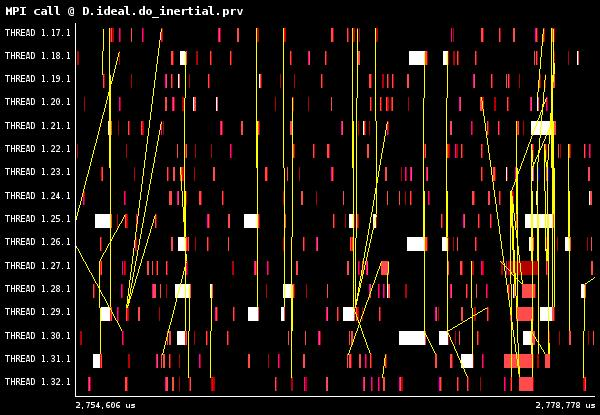 MPI call @ D.ideal.do_inertial.prv
THREAD 1.17.1
THREAD 1.18.1
THREAD 1.19.1
THREAD 1.20.1
THREAD 1.21.1
THREAD 1.22.1
THREAD 1.23.1
THREAD 1.24.1
THREAD 1.25.1
THREAD 1.26.1
THREAD 1.27.1
THREAD 1.28.1
THREAD 1.29.1
THREAD 1.30.1
THREAD 1.31.1
THREAD 1.32.1
2,754,606 us 2,778,778 us